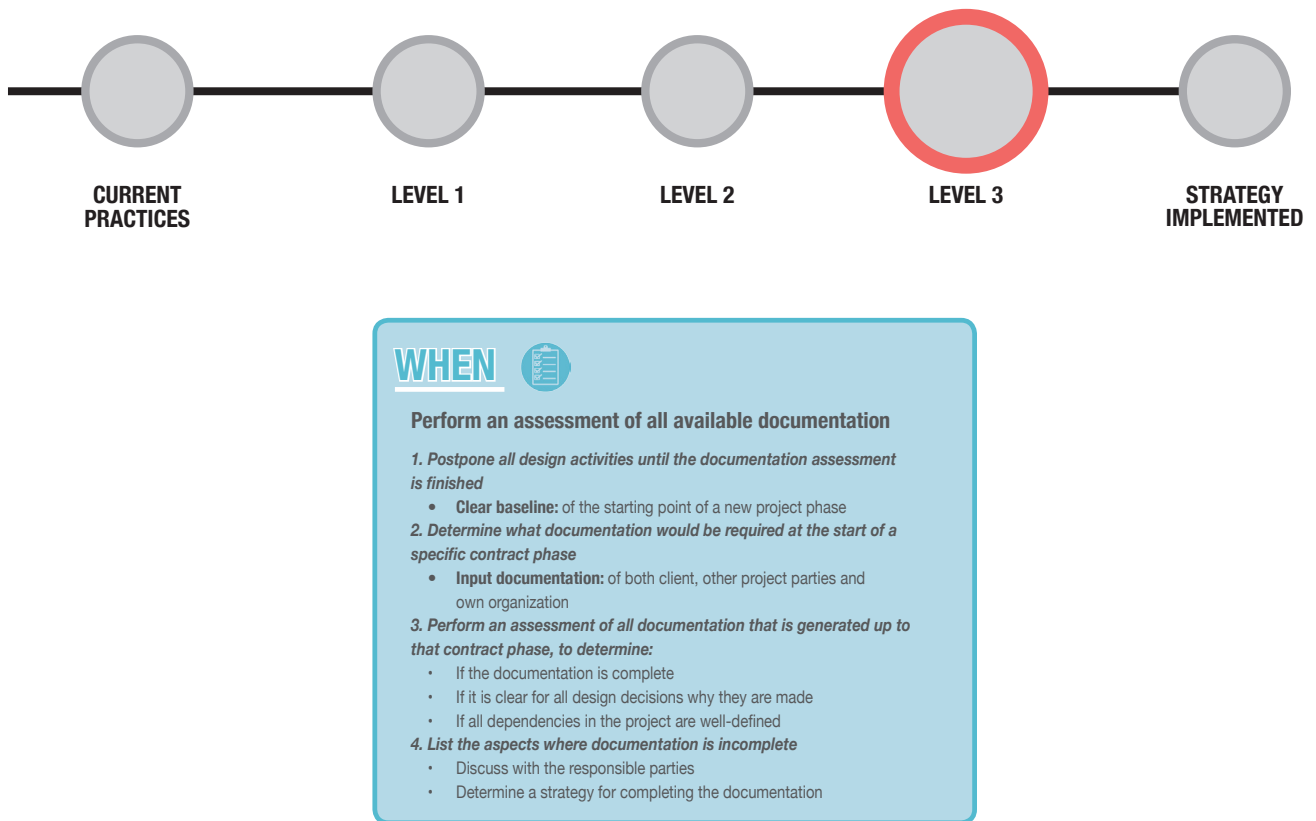 CURRENT
PRACTICES
LEVEL 1
LEVEL 2
LEVEL 3
STRATEGY
IMPLEMENTED
WHEN
Perform an assessment of all available documentation
1. Postpone all design activities until the documentation assessment
is finished
• Clear baseline: of the starting point of a new project phase
2. Determine what documentation would be required at the start of a
specific contract phase
• Input documentation: of both client, other project parties and
own organization
3. Perform an assessment of all documentation that is generated up to
that contract phase, to determine:
• If the documentation is complete
• If it is clear for all design decisions why they are made
• If all dependencies in the project are well-defined
4. List the aspects where documentation is incomplete
• Discuss with the responsible parties
• Determine a strategy for completing the documentation